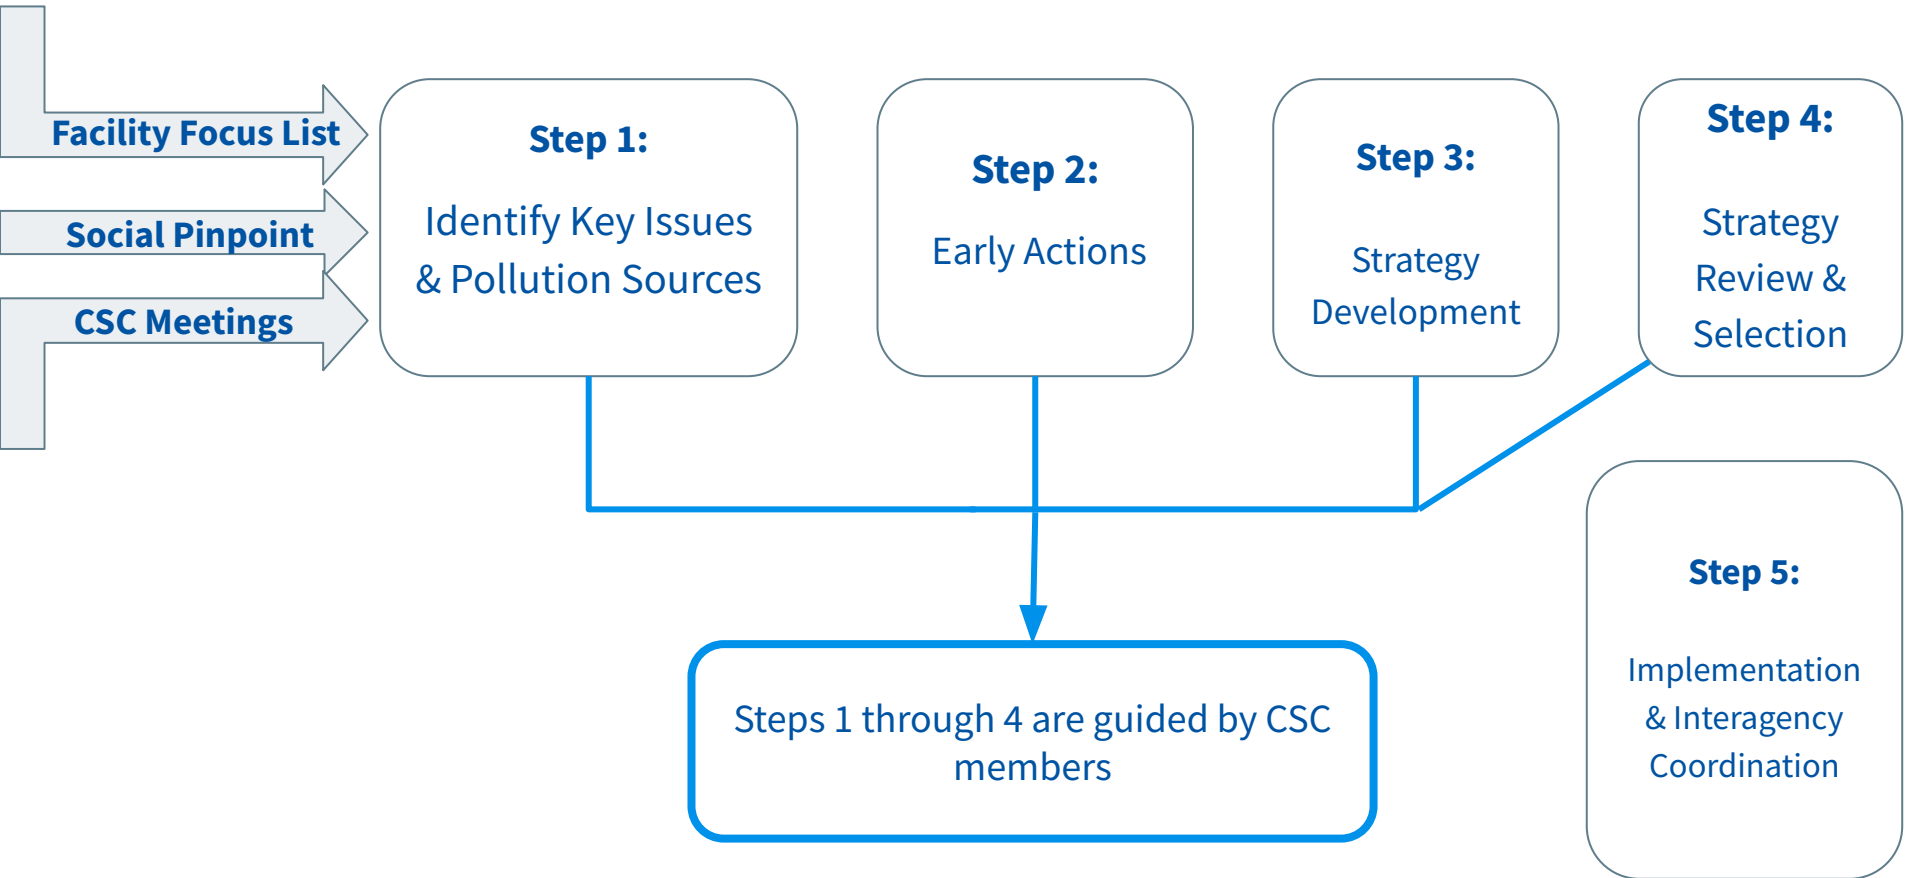 Facility Focus List
Social Pinpoint
CSC Meetings
Step 1:
Identify Key Issues
& Pollution Sources
Step 2:
Early Actions
Step 3:
Strategy
Development
Step 4:
Strategy
Review &
Selection
Step 5:
Implementation
& Interagency
Coordination
Steps 1 through 4 are guided by CSC
members